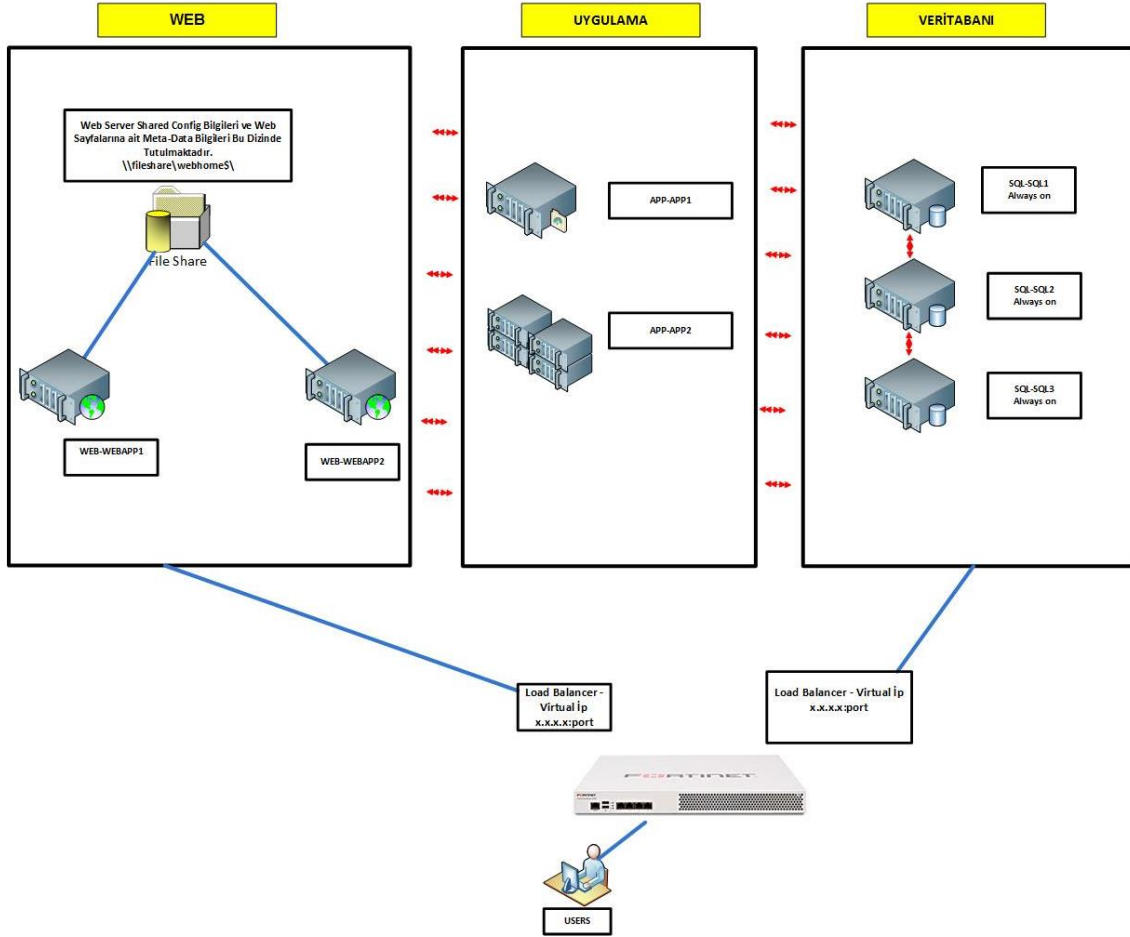 WEB
UYGULAMA
VERİTABANI
Web Server Shared Config Bilgileri ve Web
Sayfalarına ait Meta-Data Bilgileri Bu Dizinde
Tutulmaktadır.
\\fileshare\webhome$\
File Share
WEB-WEBAPP1
WEB-WEBAPP2
APP-APP1
APP-APP2
SQL-SQL1
Always on
SQL-SQL2
Always on
SQL-SQL3
Always on
Load Balancer -
Virtual İp
x.x.x.x:port
Load Balancer - Virtual İp
x.x.x.x:port
FORTINET
USERS